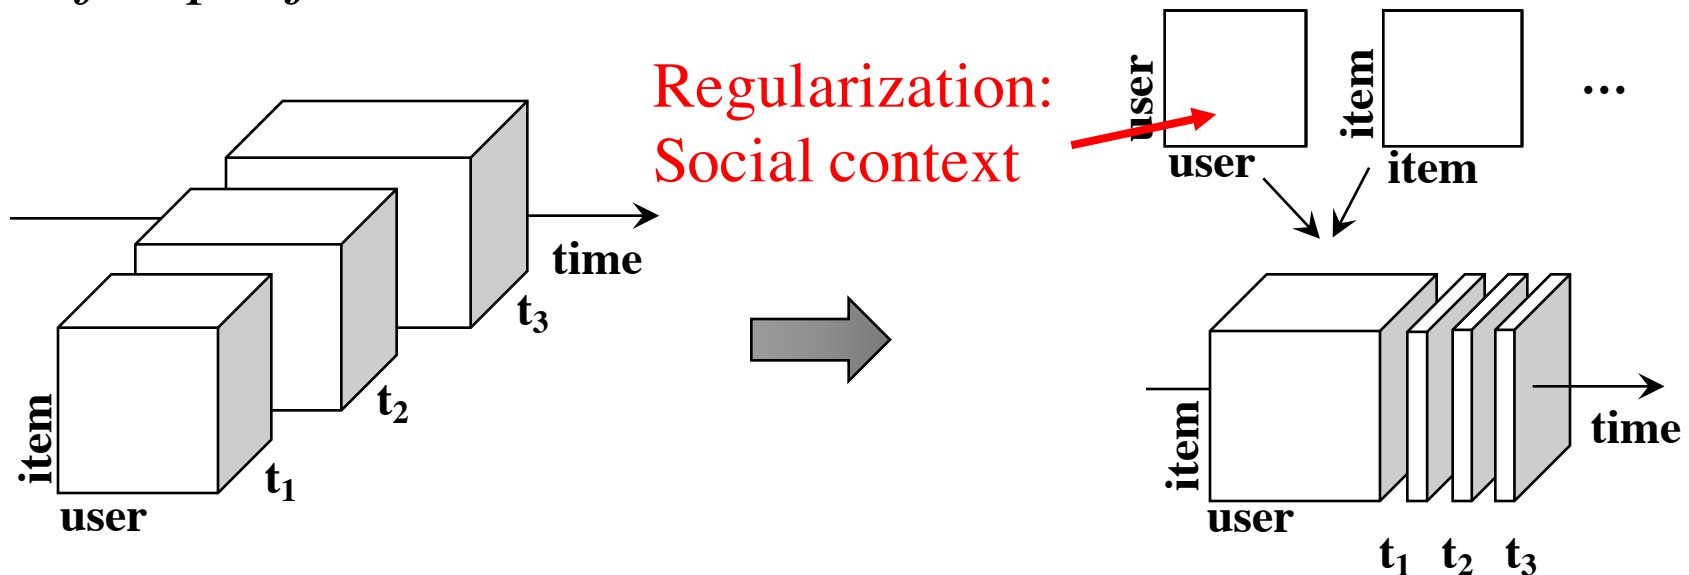 Regularization:
Social context
user
user
item
item
...
time
t3
t2
t1
item
user
item
user
time
t1 t2 t3